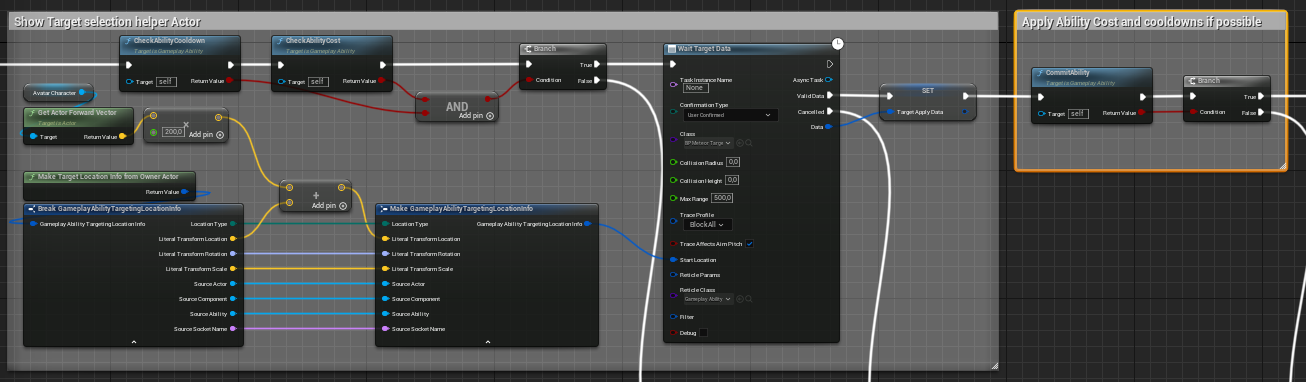 Show Target selection helper Actor
Apply Ability Cost and cooldowns if possible
CheckAbilityCooldown
Target is Gameplay Ability
Target self
Return Value
CheckAbilityCost
Target is Gameplay Ability
Target self
Return Value
Branch
Condition
True
False
AND
Add pin
Avatar Character
Get Actor Forward Vector
Target is Actor
Target
Return Value
200,0
Add pin
Make Target Location Info from Owner Actor
Return Value
+
Add pin
Break GameplayAbilityTargetingLocationInfo
Gameplay Ability Targeting Location Info
Location Type
Literal Transform Location
Literal Transform Rotation
Literal Transform Scale
Source Actor
Source Component
Source Ability
Source Socket Name
Make GameplayAbilityTargetingLocationInfo
Location Type
Gameplay Ability Targeting Location Info
Literal Transform Location
Literal Transform Rotation
Literal Transform Scale
Source Actor
Source Component
Source Ability
Source Socket Name
Wait Target Data
Task Instance Name
None
Async Task
Valid Data
Cancelled
Data
Confirmation Type
User Confirmed
Class
BP Meteor Targe
Collision Radius 0,0
Collision Height 0,0
Max Range 500,0
Trace Profile
BlockAll
Trace Affects Aim Pitch
Start Location
Reticle Params
Reticle Class
Gameplay Ability
Filter
Debug
SET
Target Apply Data
CommitAbility
Target is Gameplay Ability
Target self
Return Value
Branch
Condition
True
False